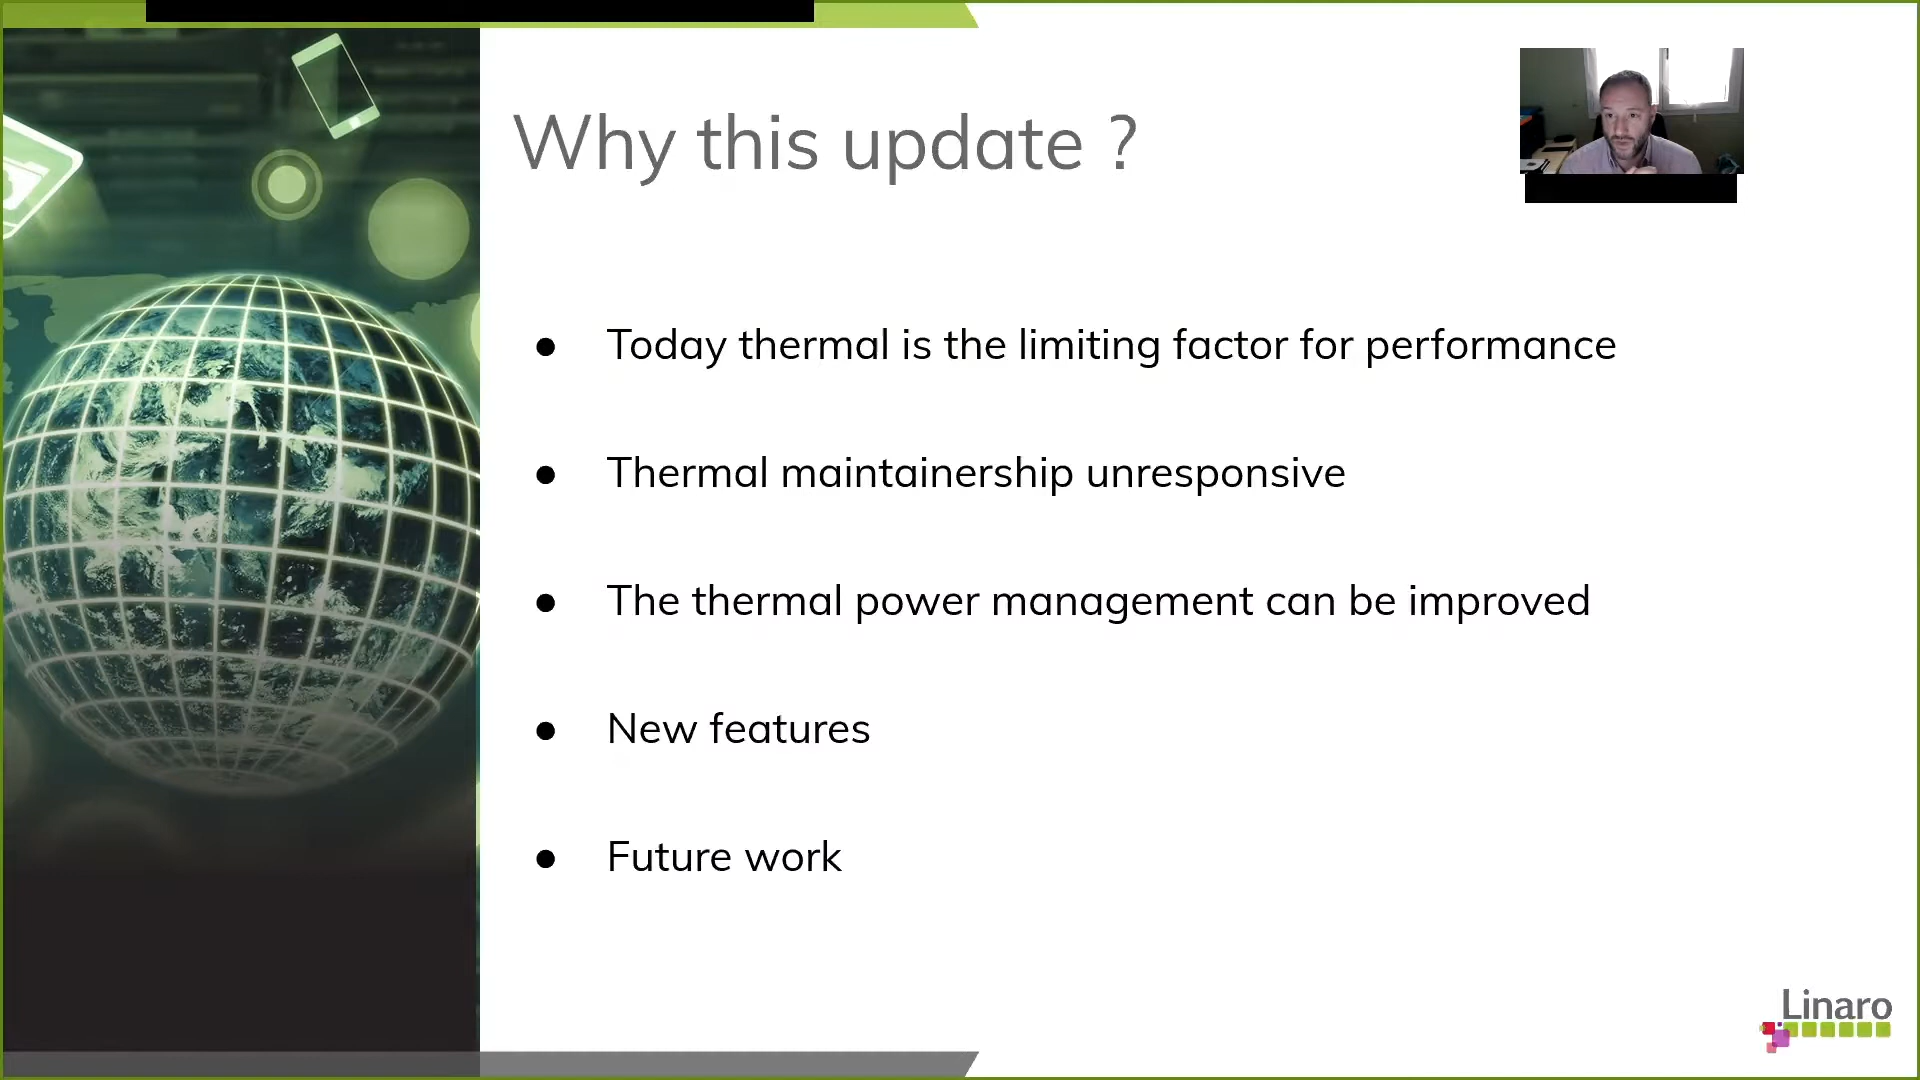 Why this update ?
● Today thermal is the limiting factor for performance
● Thermal maintainership unresponsive
● The thermal power management can be improved
● New features
● Future work
Linaro